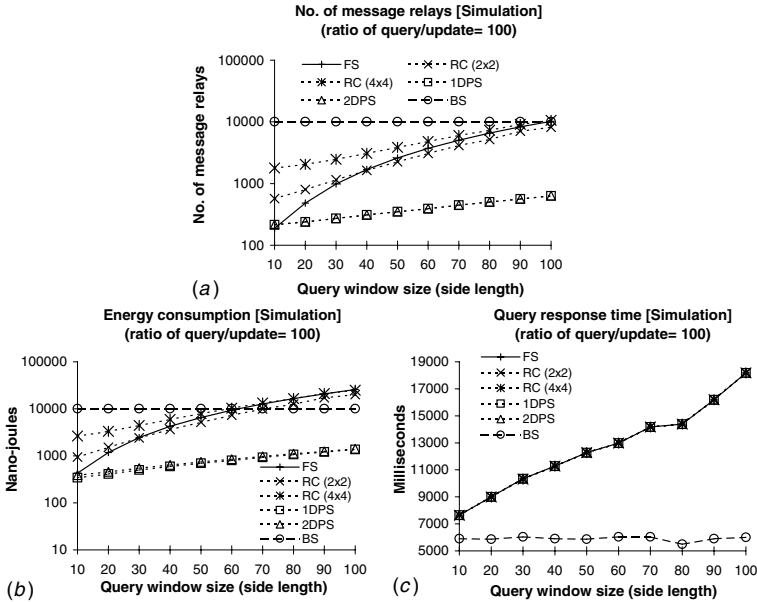 No. of message relays [Simulation]
(ratio of query/update= 100)
100000
10000
1000
100
No. of message relays
FS
RC (2x2)
RC (4x4)
1DPS
2DPS
BS
10 20 30 40 50 60 70 80 90 100
(a)
Query window size (side length)
Energy consumption [Simulation]
(ratio of query/update= 100)
100000
10000
1000
100
10
Nano-joules
FS
RC (2x2)
RC (4x4)
1DPS
2DPS
BS
10 20 30 40 50 60 70 80 90 100
(b)
Query window size (side length)
Query response time [Simulation]
(ratio of query/update= 100)
19000
17000
15000
13000
11000
9000
7000
5000
Milliseconds
FS
RC (2x2)
RC (4x4)
1DPS
2DPS
BS
10 20 30 40 50 60 70 80 90 100
(c)
Query window size (side length)